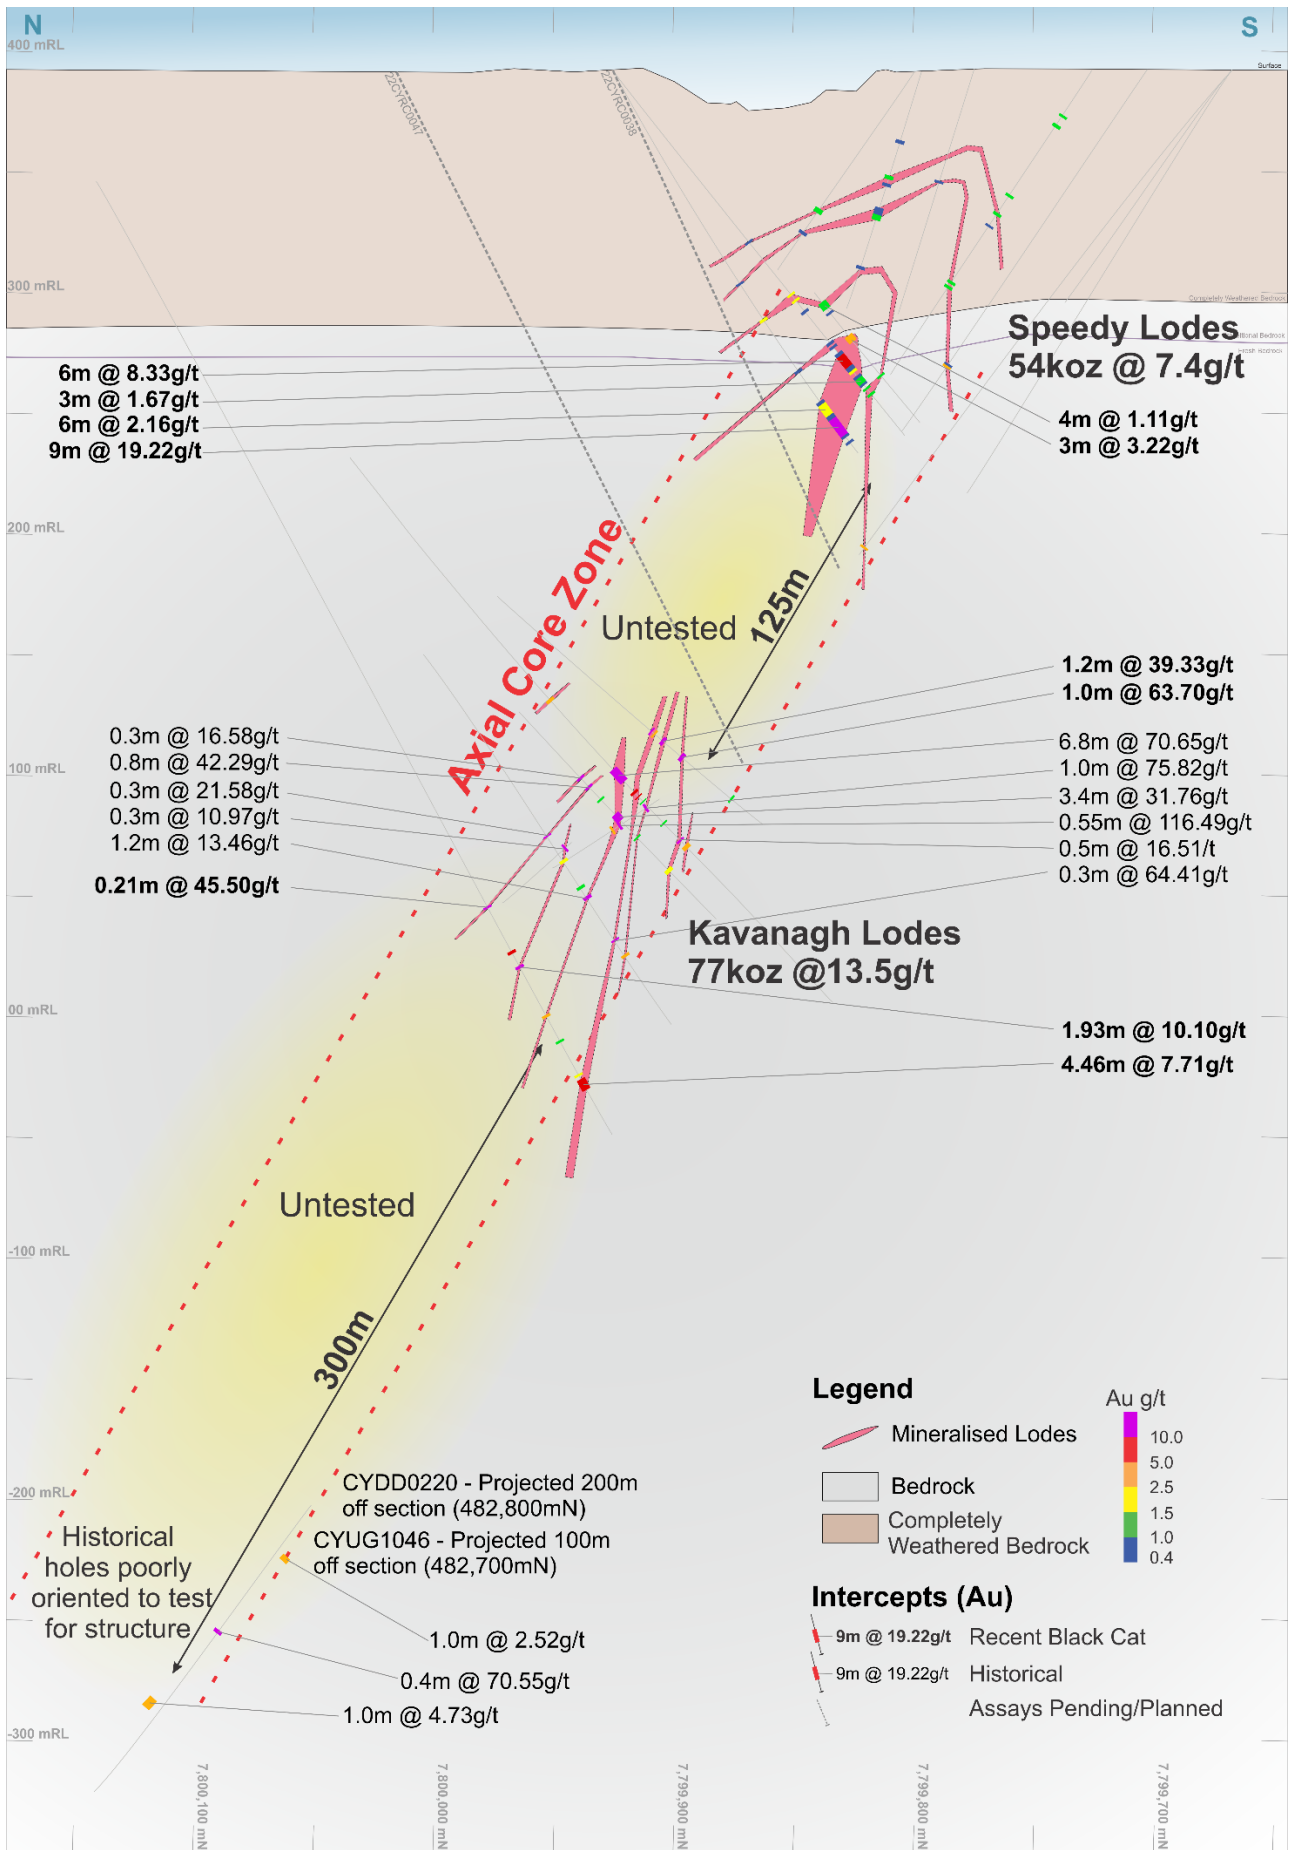 N
S
400 mRL
Surface
22CYRC0047
22CYRC0038
300 mRL
Completely Weathered Bedrock
Speedy Lodes
54koz @ 7.4g/t
Bedrock
Fresh Bedrock
6m @ 8.33g/t
3m @ 1.67g/t
6m @ 2.16g/t
9m @ 19.22g/t
4m @ 1.11g/t
3m @ 3.22g/t
200 mRL
Axial Core Zone
Untested
125m
1.2m @ 39.33g/t
1.0m @ 63.70g/t
0.3m @ 16.58g/t
0.8m @ 42.29g/t
0.3m @ 21.58g/t
0.3m @ 10.97g/t
1.2m @ 13.46g/t
0.21m @ 45.50g/t
100 mRL
6.8m @ 70.65g/t
1.0m @ 75.82g/t
3.4m @ 31.76g/t
0.55m @ 116.49g/t
0.5m @ 16.51/t
0.3m @ 64.41g/t
Kavanagh Lodes
77koz @13.5g/t
00 mRL
1.93m @ 10.10g/t
4.46m @ 7.71g/t
Untested
-100 mRL
300m
-200 mRL
CYDD0220 - Projected 200m
off section (482,800mN)
CYUG1046 - Projected 100m
off section (482,700mN)
Historical
holes poorly
oriented to test
for structure
1.0m @ 2.52g/t
0.4m @ 70.55g/t
1.0m @ 4.73g/t
-300 mRL
Legend
Mineralised Lodes
Bedrock
Completely
Weathered Bedrock
Au g/t
10.0
5.0
2.5
1.5
1.0
0.4
Intercepts (Au)
9m @ 19.22g/t Recent Black Cat
9m @ 19.22g/t Historical
Assays Pending/Planned
7,800,100 mN
7,800,000 mN
7,799,900 mN
7,799,800 mN
7,799,700 mN